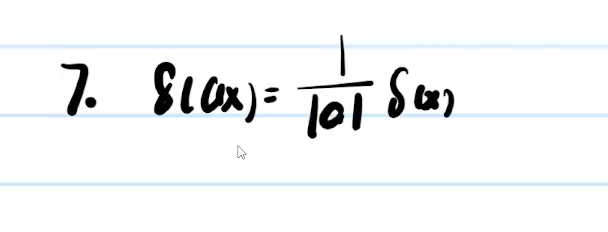 7. δ(ax) = 1/|a| δ(x)